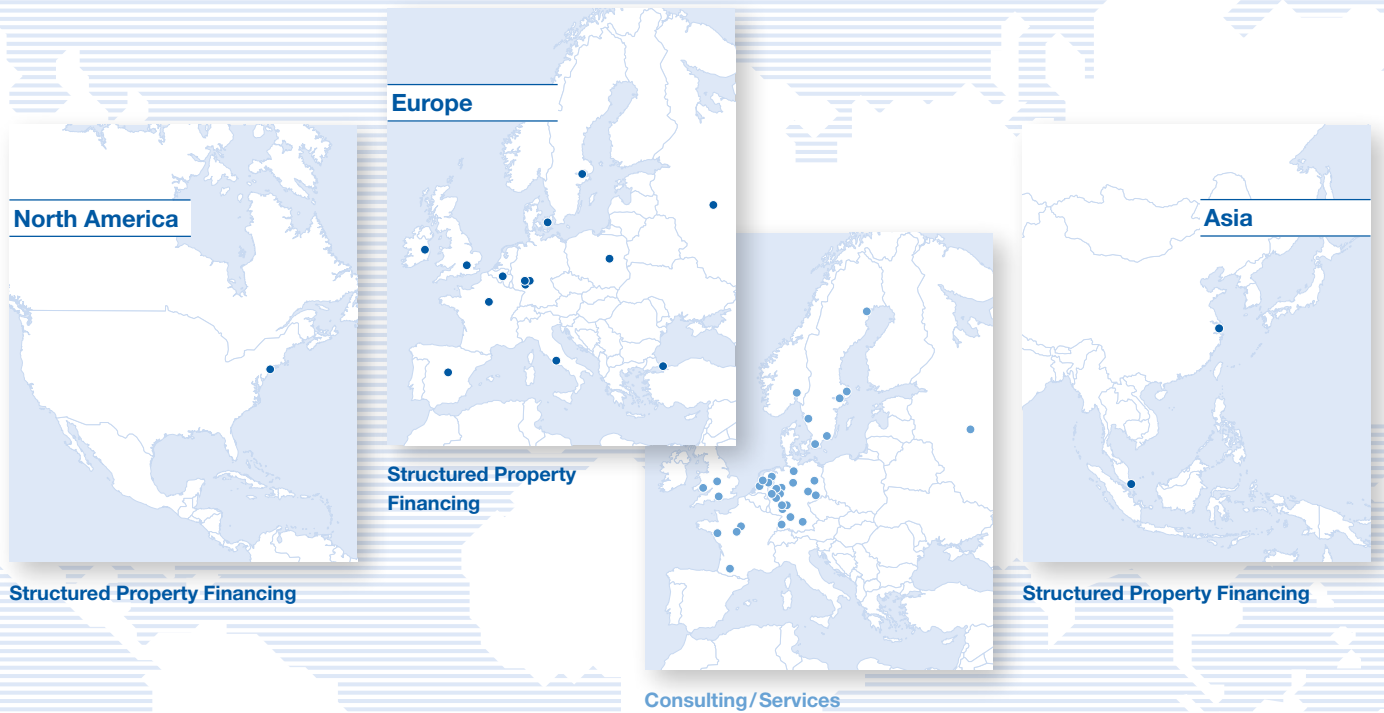 Europe
North America
Asia
Structured Property
Financing
Structured Property Financing
Structured Property Financing
Consulting/Services